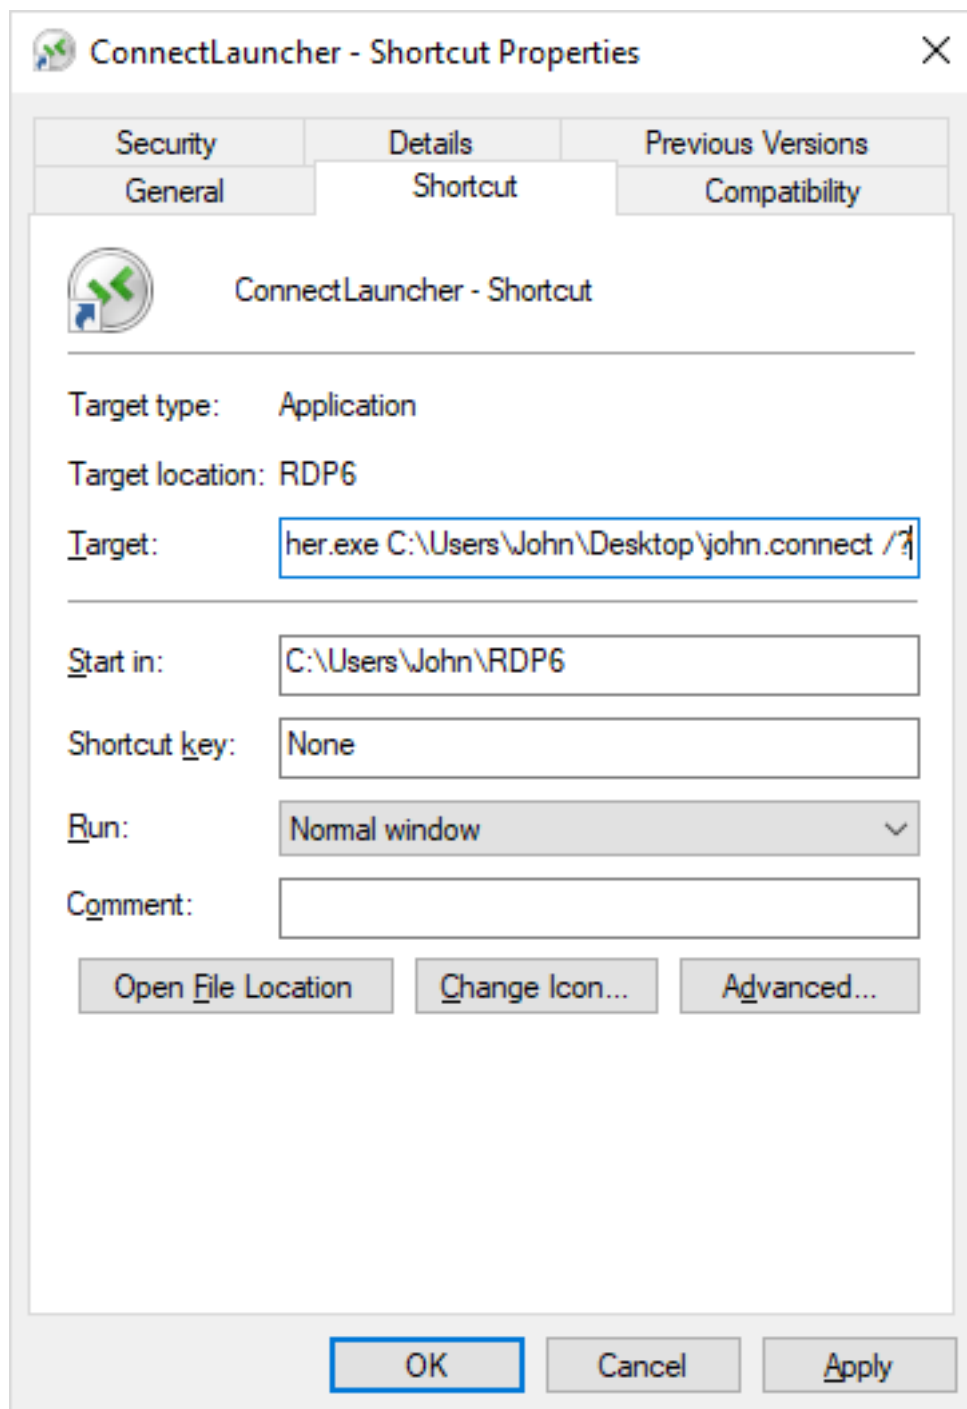 ConnectLauncher - Shortcut Properties
Security Details Previous Versions
General Shortcut Compatibility
ConnectLauncher - Shortcut
Target type: Application
Target location: RDP6
Target: her.exe C:\Users\John\Desktop\john.connect /?
Start in: C:\Users\John\RDP6
Shortcut key: None
Run: Normal window
Comment:
Open File Location Change Icon... Advanced...
OK Cancel Apply